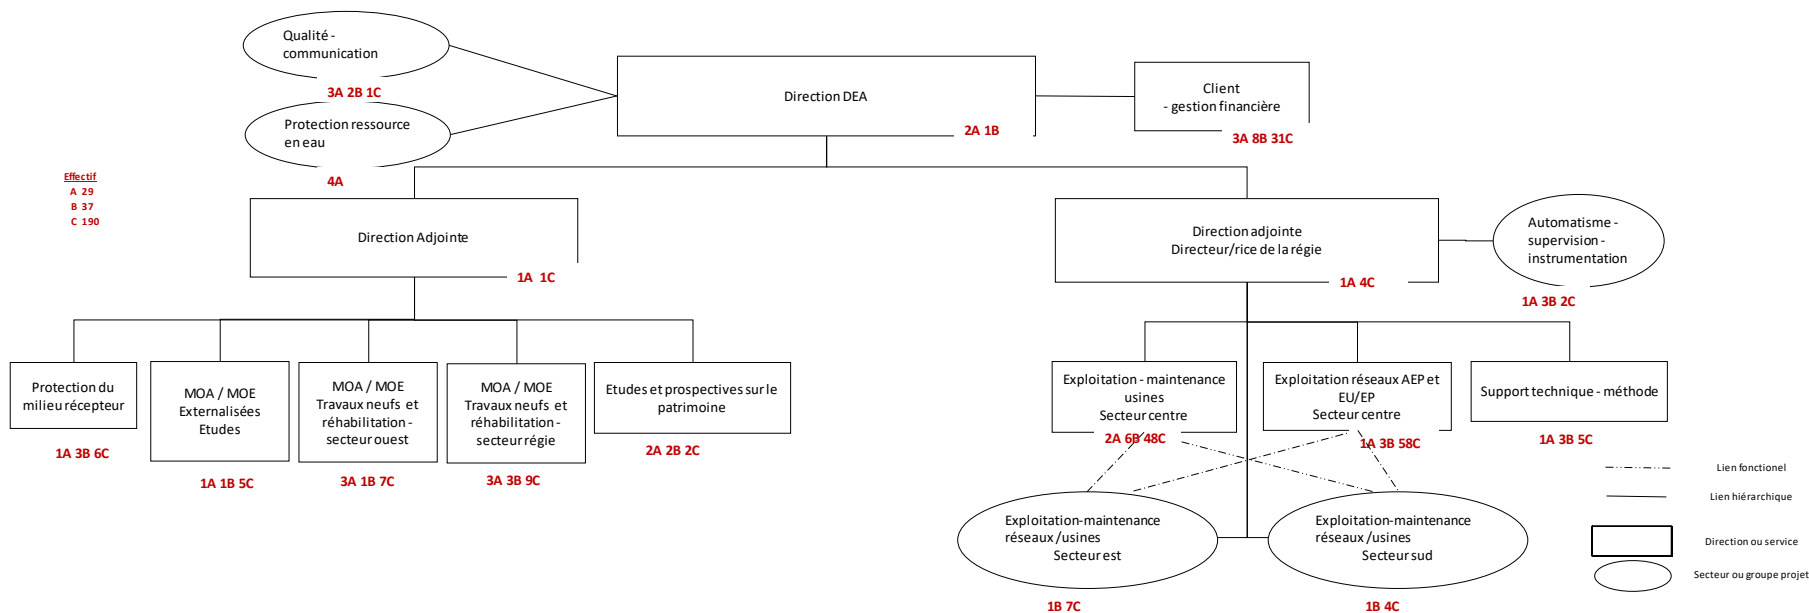 Qualité -
communication
3A 2B 1C
Protection ressource
en eau
4A
Direction DEA
2A 1B
Client
- gestion financière
3A 8B 31C
Effectif
A 29
B 37
C 190
Direction Adjointe
1A 1C
Direction adjointe
Directeur/rice de la régie
1A 4C
Automatisme -
supervision -
instrumentation
1A 3B 2C
Protection du
milieu récepteur
1A 3B 6C
MOA / MOE
Externalisées
Etudes
1A 1B 5C
MOA / MOE
Travaux neufs et
réhabilitation -
secteur ouest
3A 1B 7C
MOA / MOE
Travaux neufs et
réhabilitation -
secteur régie
3A 3B 9C
Etudes et prospectives sur le
patrimoine
2A 2B 2C
Exploitation - maintenance
usines
Secteur centre
2A 6B 48C
Exploitation réseaux AEP et
EU/EP
Secteur centre
1A 3B 58C
Support technique - méthode
1A 3B 5C
Exploitation-maintenance
réseaux /usines
Secteur est
1B 7C
Exploitation-maintenance
réseaux /usines
Secteur sud
1B 4C
Lien fonctionel
Lien hiérarchique
Direction ou service
Secteur ou groupe projet